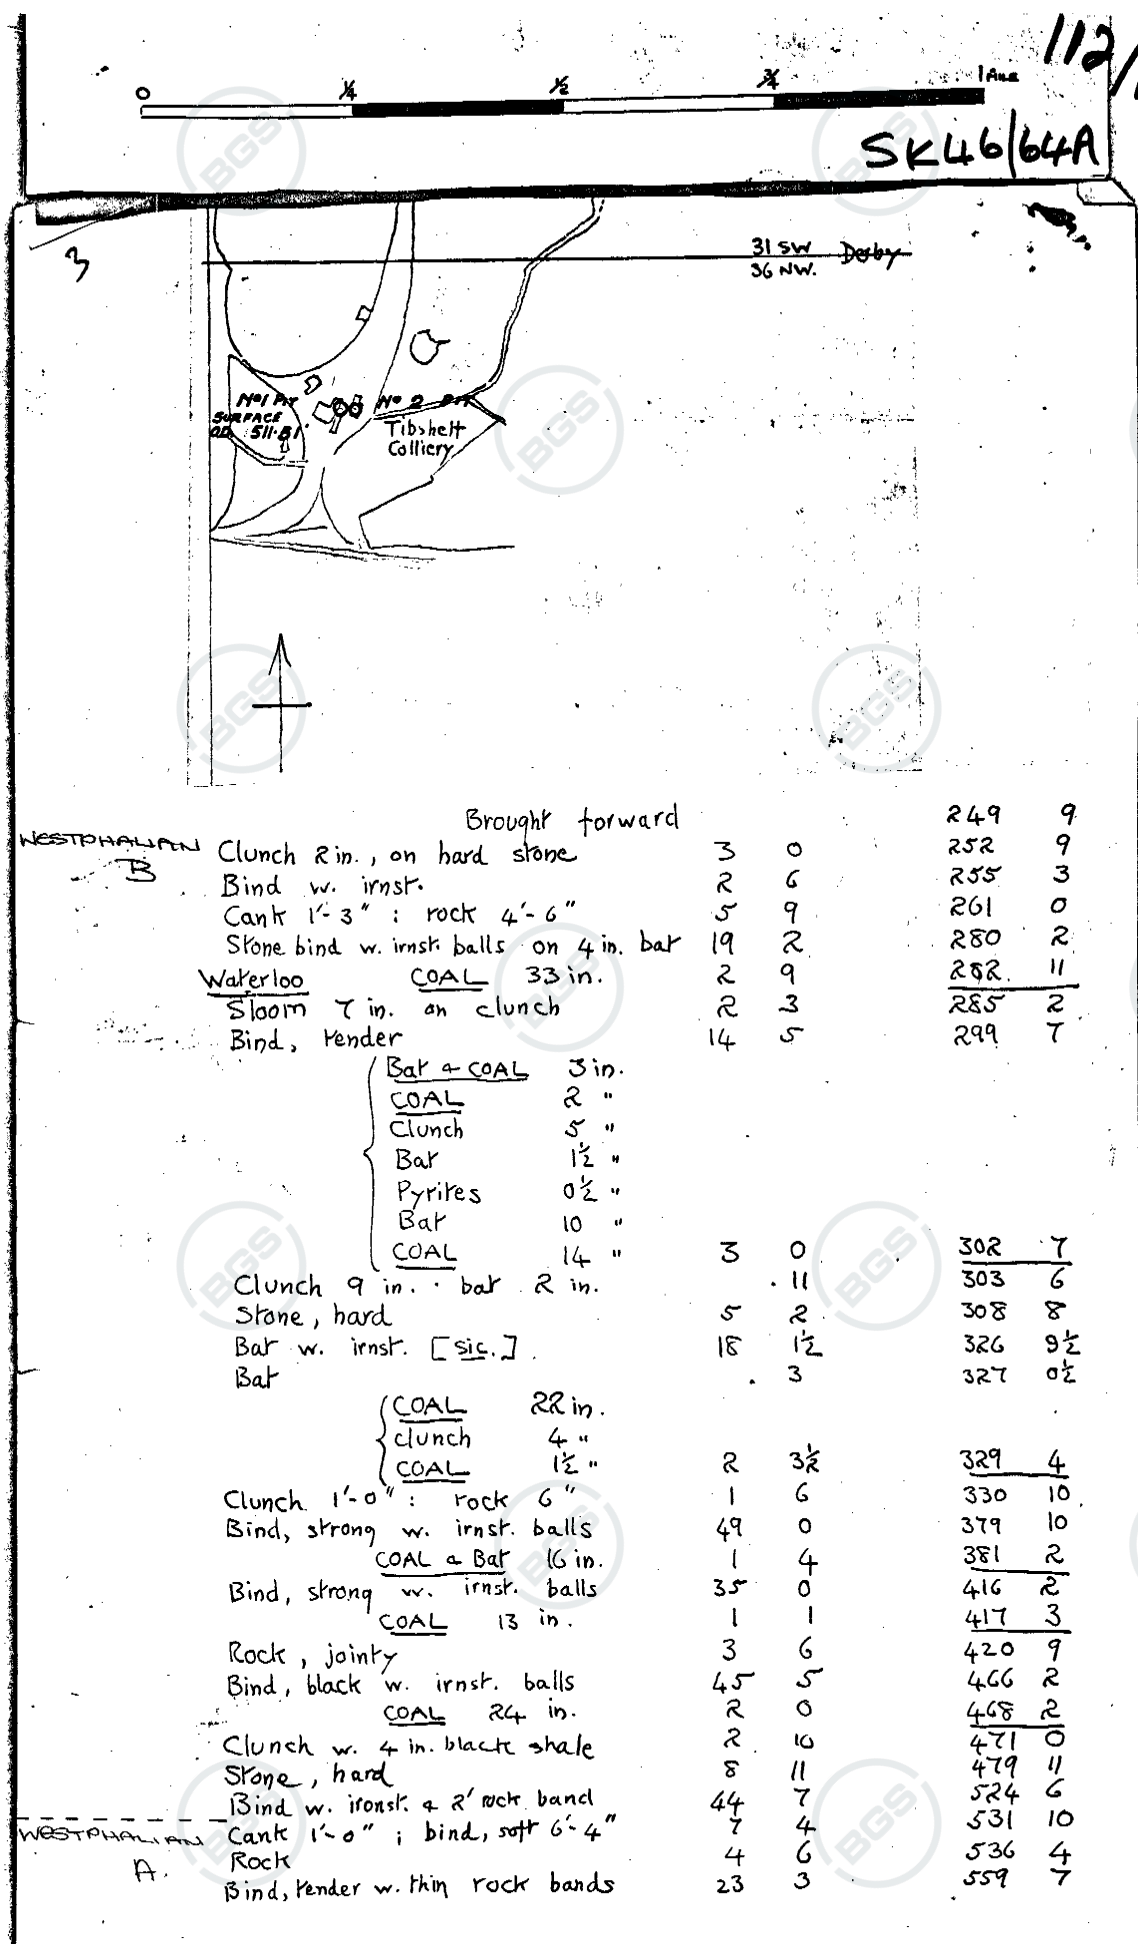 112/
0 1/4 1/2 3/4 1 Mile
SK46/64A
3
31 SW Derby
36 NW.
No 1 Pit No 2 Pit
SURFACE
OD 511.81'
Tibshelf
Colliery
Brought forward 249 9
WESTPHALIAN B
Clunch 2 in., on hard stone 3 0 252 9
Bind w. irnst. 2 6 255 3
Cank 1'-3" : rock 4'-6" 5 9 261 0
Stone bind w. irnst. balls on 4 in. bat 19 2 280 2
Waterloo COAL 33 in. 2 9 282 11
Sloom 7 in. on clunch 2 3 285 2
Bind, tender 14 5 299 7
Bat & COAL 3 in.
COAL 2 "
Clunch 5 "
Bat 1½ "
Pyrites 0½ "
Bat 10 "
COAL 14 " 3 0 302 7
Clunch 9 in. · bat 2 in. 11 303 6
Stone, hard 5 2 308 8
Bat w. irnst. [sic.] 18 1½ 326 9½
Bat 3 327 0½
COAL 22 in.
Clunch 4 "
COAL 1½ " 2 3½ 329 4
Clunch 1'-0" : rock 6" 1 6 330 10
Bind, strong w. irnst. balls 49 0 379 10
COAL & Bat 16 in. 1 4 381 2
Bind, strong w. irnst. balls 35 0 416 2
COAL 13 in. 1 1 417 3
Rock, jointy 3 6 420 9
Bind, black w. irnst. balls 45 5 466 2
COAL 24 in. 2 0 468 2
Clunch w. 4 in. black shale 2 10 471 0
Stone, hard 8 11 479 11
Bind w. ironst. & 2' rock band 44 7 524 6
WESTPHALIAN A.
Cank 1'-0" ; bind, soft 6'-4" 7 4 531 10
Rock 4 6 536 4
Bind, tender w. thin rock bands 23 3 559 7
BGS